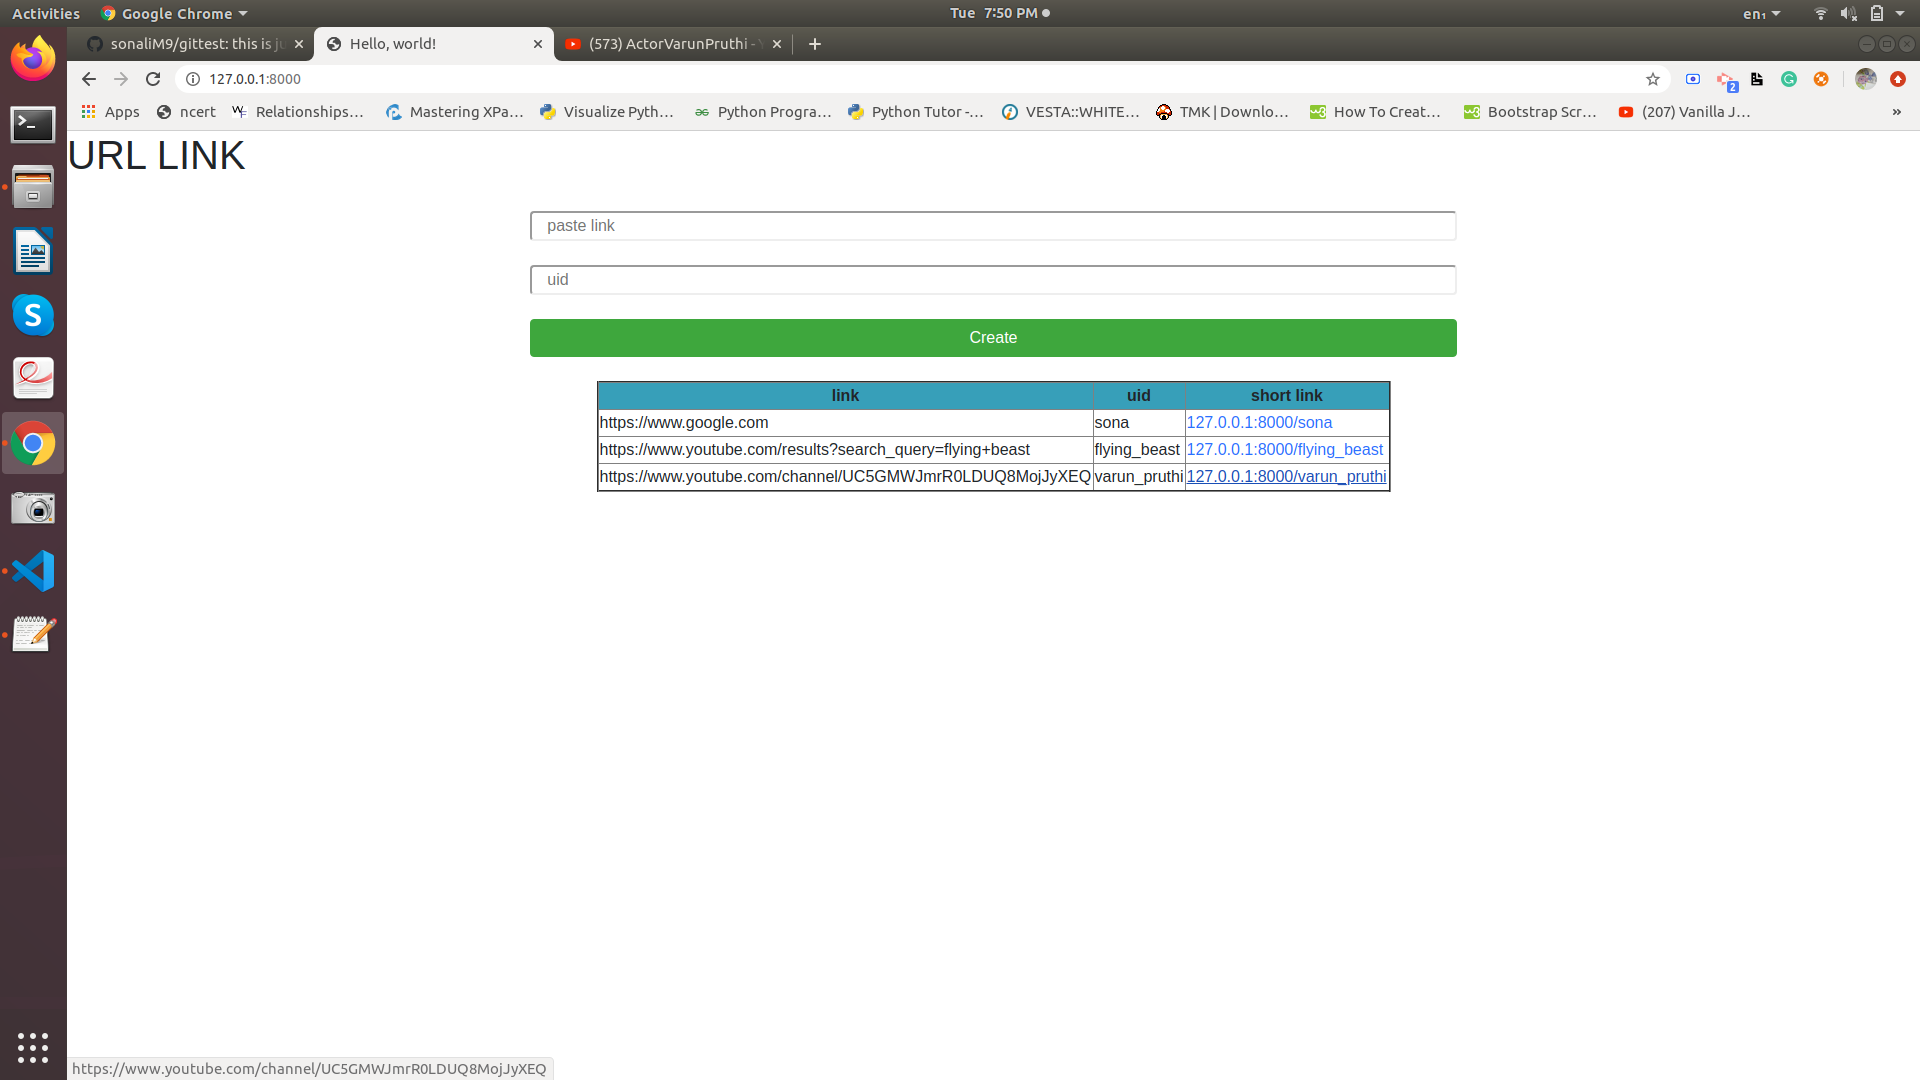 Activities Google Chrome Tue 7:50 PM en₁
sonaliM9/gittest: this is ju Hello, world! (573) ActorVarunPruthi - Y
127.0.0.1:8000 2
Apps ncert Relationships… Mastering XPa… Visualize Pyth… Python Progra… Python Tutor -… VESTA::WHITE… TMK | Downlo… How To Creat… Bootstrap Scr… (207) Vanilla J… »
URL LINK
paste link
uid
Create
link uid short link
https://www.google.com sona 127.0.0.1:8000/sona
https://www.youtube.com/results?search_query=flying+beast flying_beast 127.0.0.1:8000/flying_beast
https://www.youtube.com/channel/UC5GMWJmrR0LDUQ8MojJyXEQ varun_pruthi 127.0.0.1:8000/varun_pruthi
https://www.youtube.com/channel/UC5GMWJmrR0LDUQ8MojJyXEQ